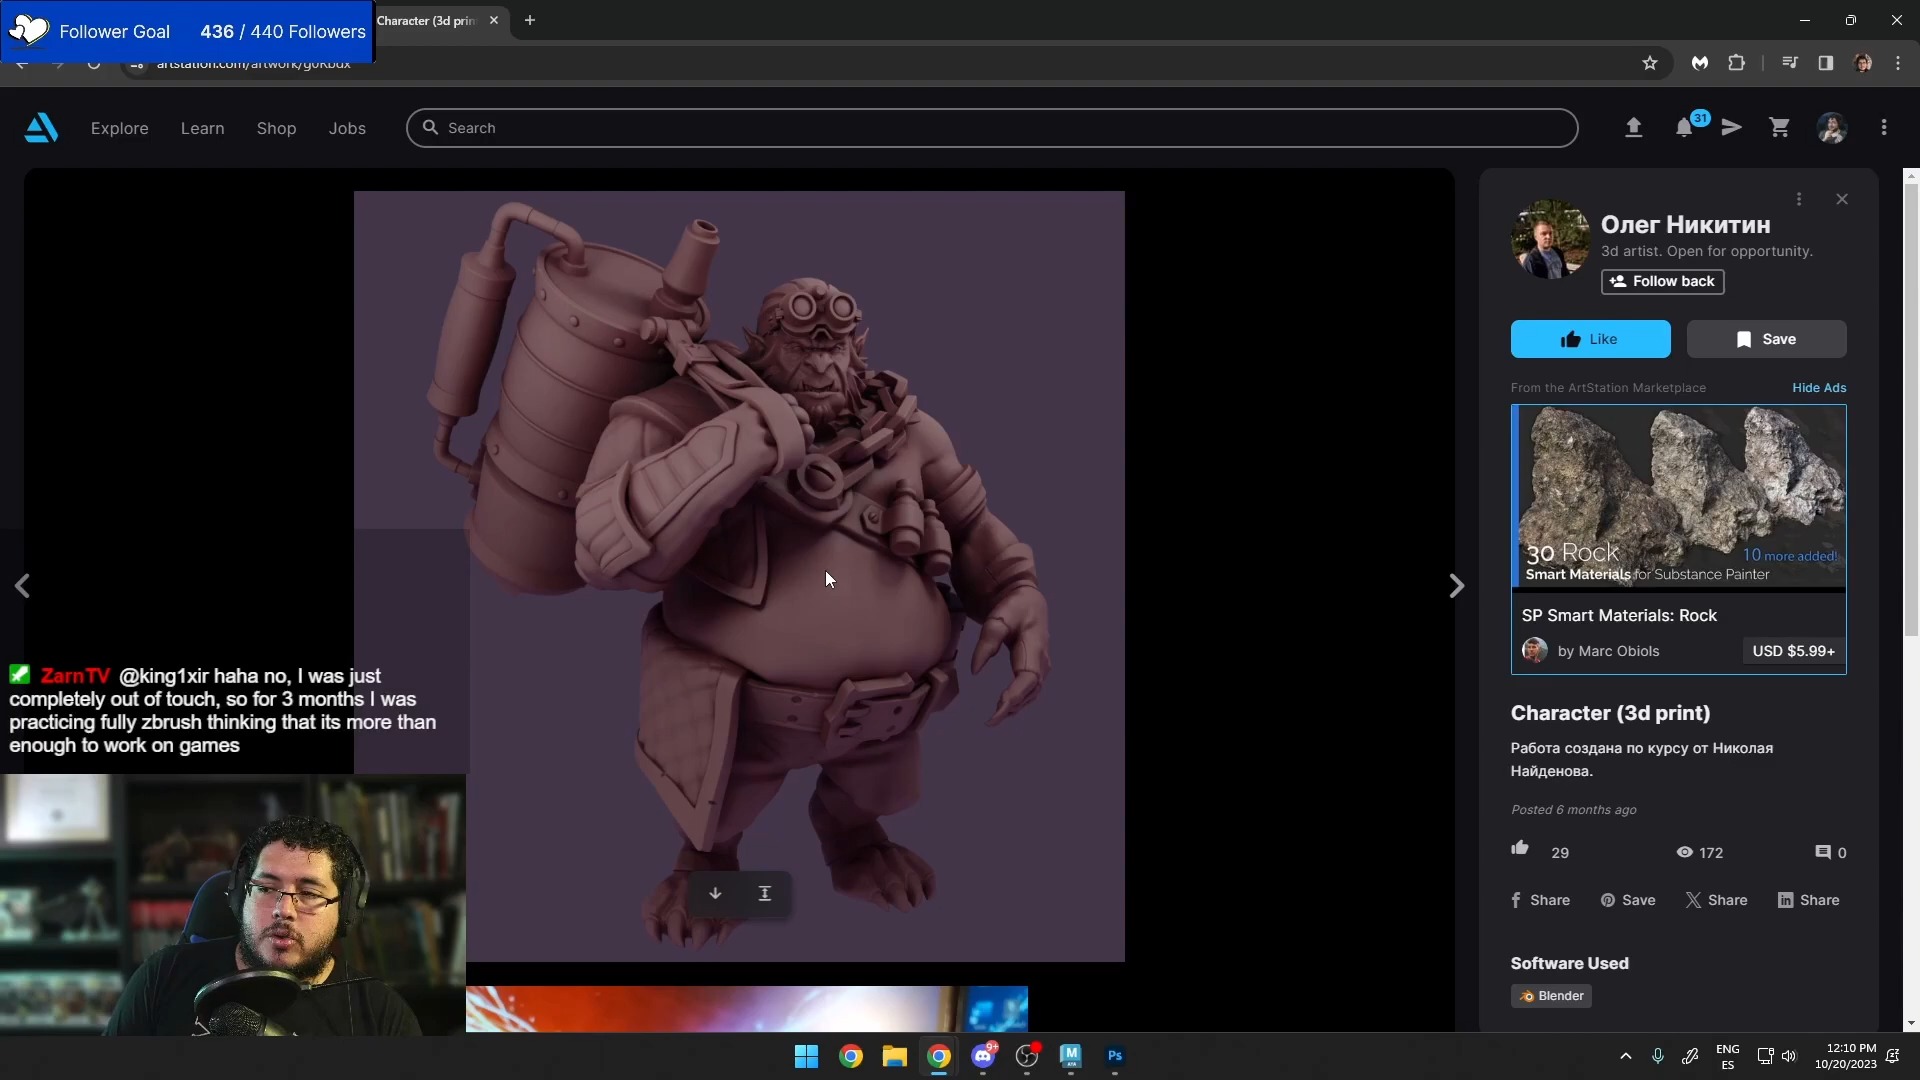 Follower Goal 436 / 440 Followers
Character (3d prin
artstation.com/artwork/g0Kbdx
Explore Learn Shop Jobs Search
31
Олег Никитин
3d artist. Open for opportunity.
Follow back
Like Save
From the ArtStation Marketplace Hide Ads
30 Rock 10 more added!
Smart Materials for Substance Painter
SP Smart Materials: Rock
by Marc Obiols USD $5.99+
ZarnTV @king1xir haha no, I was just
completely out of touch, so for 3 months I was
practicing fully zbrush thinking that its more than
enough to work on games
Character (3d print)
Работа создана по курсу от Николая
Найденова.
Posted 6 months ago
29 172 0
Share Save Share Share
Software Used
Blender
9+
M
Ps
ENG
ES
12:10 PM
10/20/2023